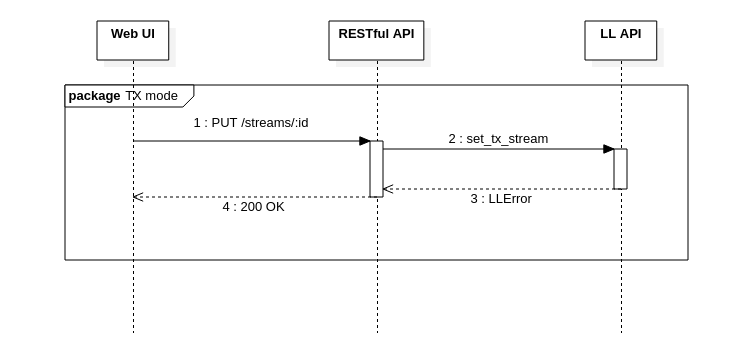 Web UI
RESTful API
LL API
package TX mode
1 : PUT /streams/:id
2 : set_tx_stream
3 : LLError
4 : 200 OK